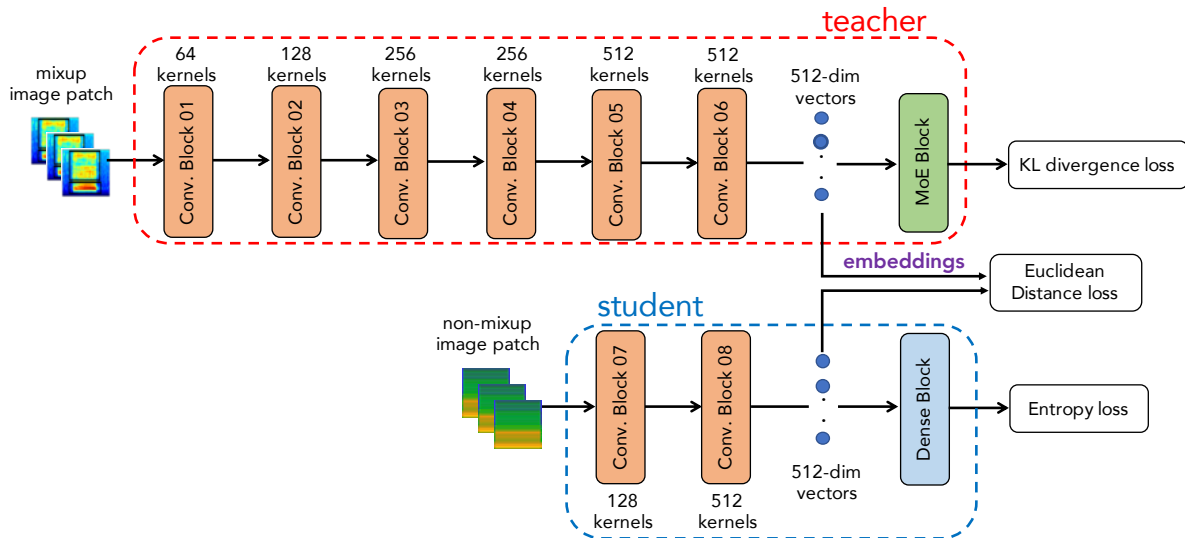 teacher
64
kernels
128
kernels
256
kernels
256
kernels
512
kernels
512
kernels
512-dim
vectors
mixup
image patch
Conv. Block 01
Conv. Block 02
Conv. Block 03
Conv. Block 04
Conv. Block 05
Conv. Block 06
MoE Block
KL divergence loss
embeddings
Euclidean
Distance loss
student
non-mixup
image patch
Conv. Block 07
Conv. Block 08
Dense Block
Entropy loss
128
kernels
512
kernels
512-dim
vectors